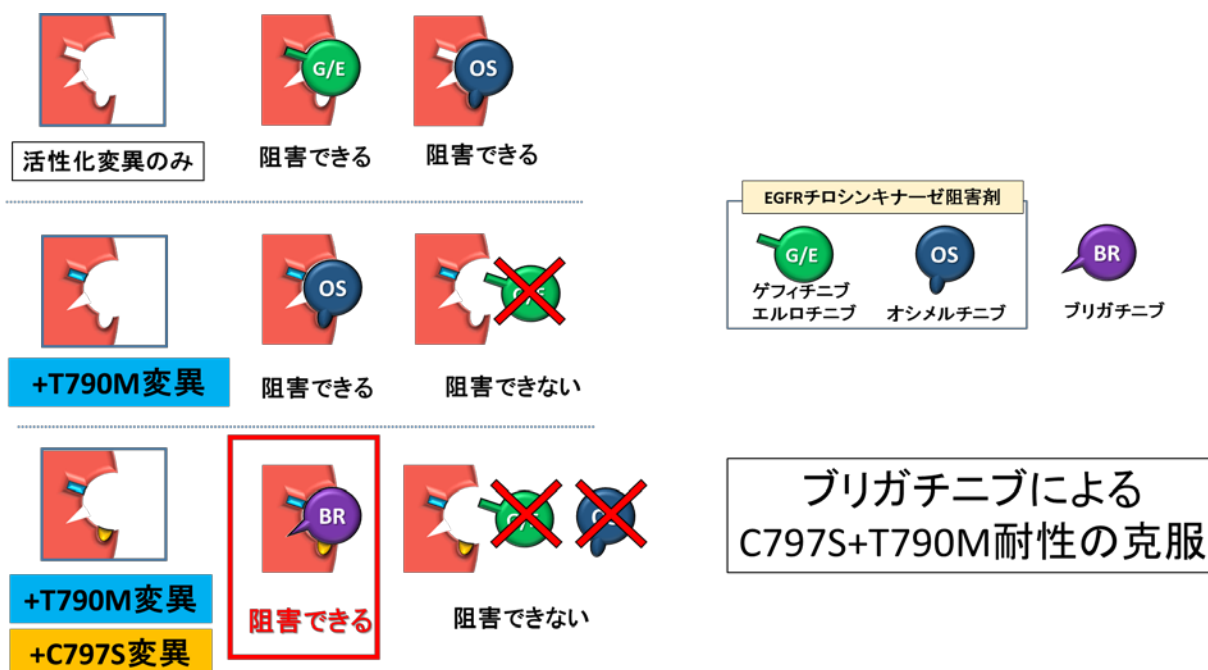 G/E
OS
活性化変異のみ
阻害できる
阻害できる
EGFRチロシンキナーゼ阻害剤
G/E
OS
BR
ゲフィチニブ
エルロチニブ
オシメルチニブ
ブリガチニブ
OS
+T790M変異
阻害できる
阻害できない
BR
+T790M変異
+C797S変異
阻害できる
阻害できない
ブリガチニブによる
C797S+T790M耐性の克服